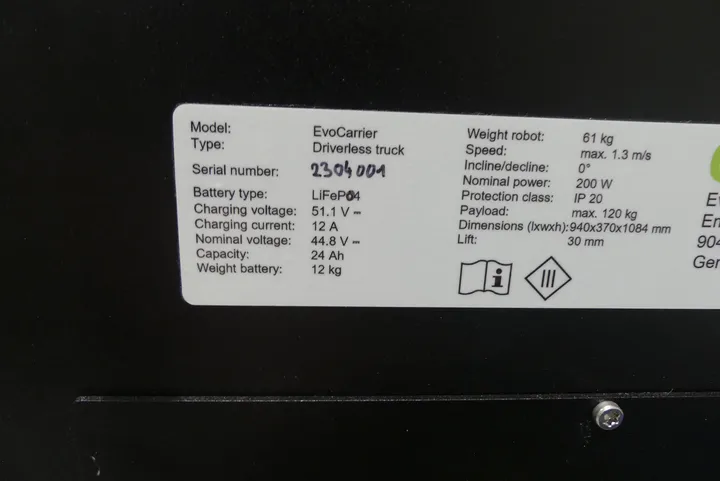 Model: EvoCarrier
Type: Driverless truck
Serial number: 2304001
Battery type: LiFePO4
Charging voltage: 51.1 V ⎓
Charging current: 12 A
Nominal voltage: 44.8 V ⎓
Capacity: 24 Ah
Weight battery: 12 kg
Weight robot: 61 kg
Speed: max. 1.3 m/s
Incline/decline: 0°
Nominal power: 200 W
Protection class: IP 20
Payload: max. 120 kg
Dimensions (lxwxh): 940x370x1084 mm
Lift: 30 mm
i
III